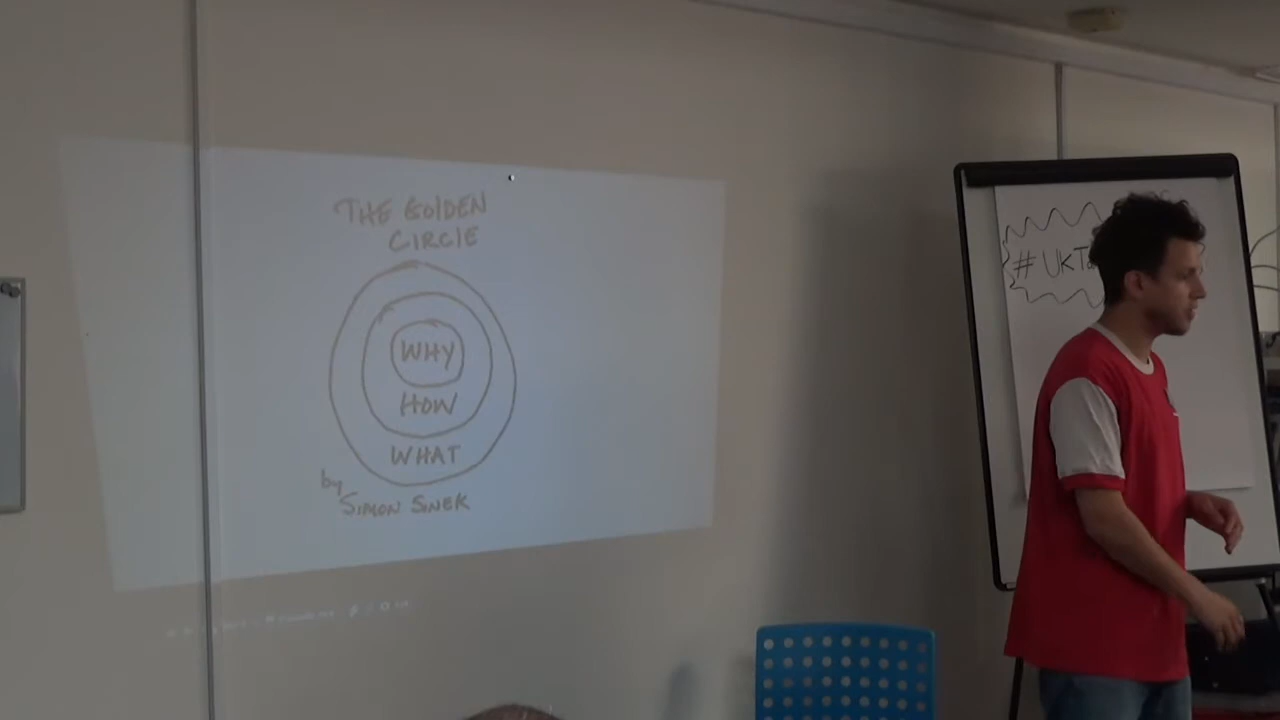 THE GOLDEN
CIRCLE
WHY
HOW
WHAT
by
SIMON SINEK
# UKT